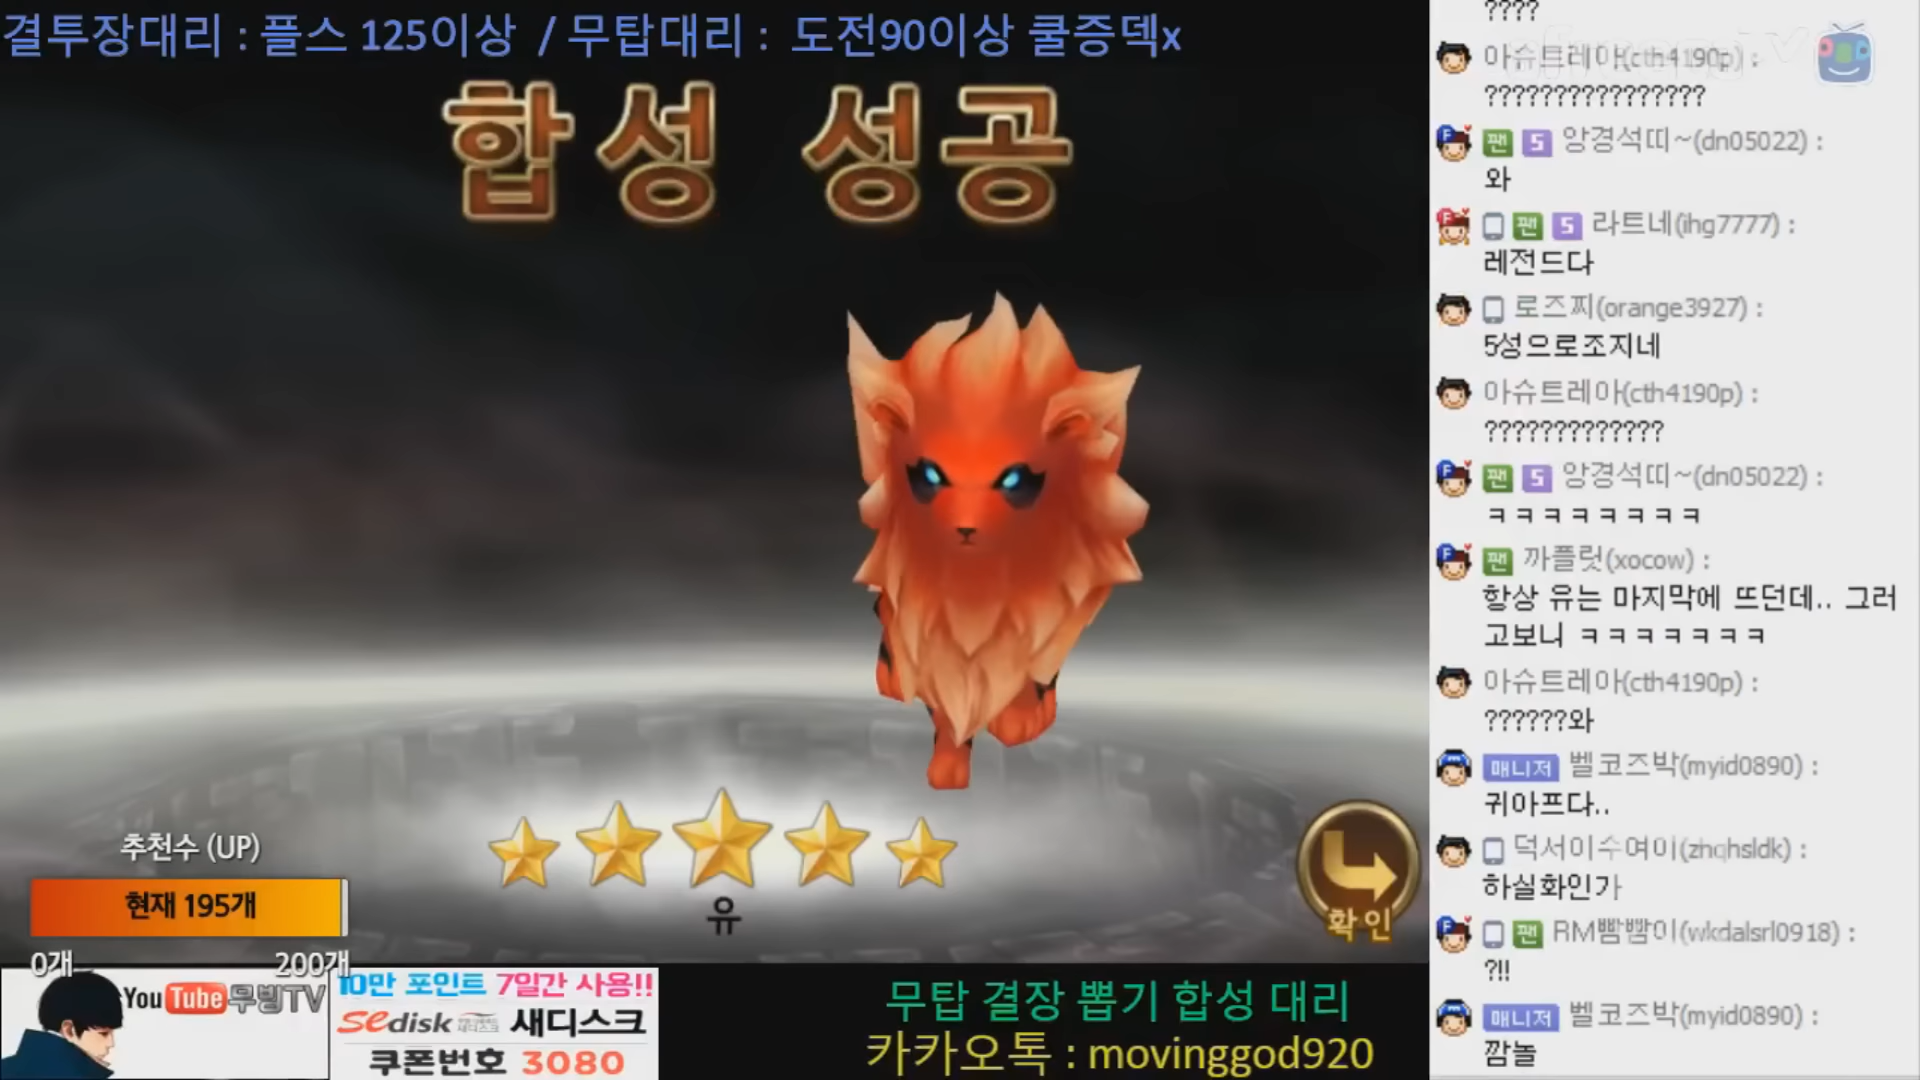 결투장대리 : 플스 125이상 / 무탑대리 : 도전90이상 쿨증덱x
합성 성공
유
확인
추천수 (UP)
현재 195개
0개
200개
You Tube 무빙TV
10만 포인트 7일간 사용!!
sedisk 새디스크
쿠폰번호 3080
무탑 결장 뽑기 합성 대리
카카오톡 : movinggod920
????
아슈트레아(cth4190p) :
????????????????
팬 5 앙경석띠~(dn05022) :
와
팬 5 라트네(ihg7777) :
레전드다
로즈찌(orange3927) :
5성으로조지네
아슈트레아(cth4190p) :
?????????????
팬 5 앙경석띠~(dn05022) :
ㅋㅋㅋㅋㅋㅋㅋㅋ
팬 까플럿(xocow) :
항상 유는 마지막에 뜨던데.. 그러
고보니 ㅋㅋㅋㅋㅋㅋㅋ
아슈트레아(cth4190p) :
??????와
매니저 벨코즈박(myid0890) :
귀아프다..
덕서이수여이(zhqhsldk) :
하실화인가
팬 RM빰빰이(wkdalsrl0918) :
?!!
매니저 벨코즈박(myid0890) :
깜놀